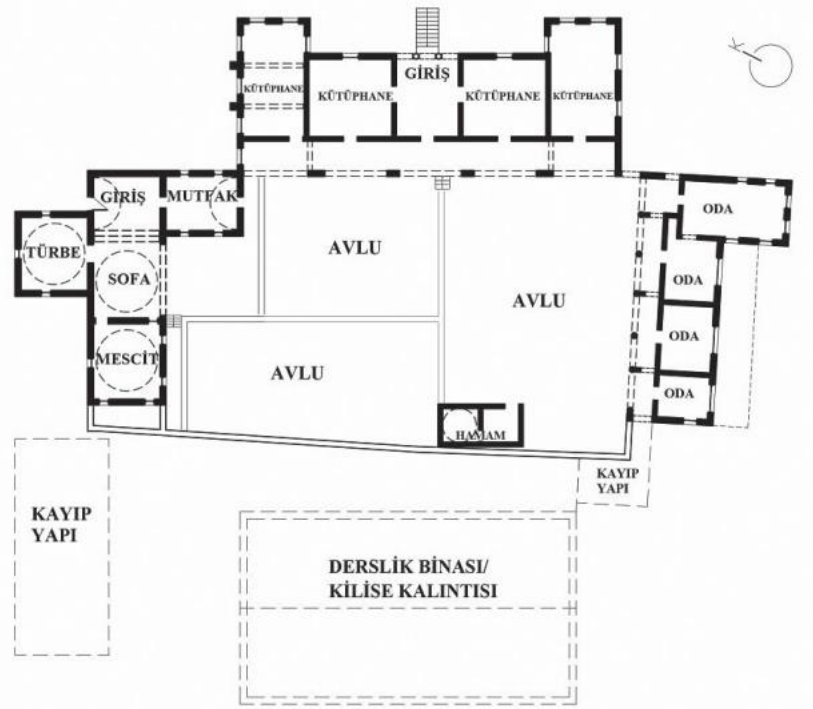 K
GİRİŞ
KÜTÜPHANE
KÜTÜPHANE
KÜTÜPHANE
KÜTÜPHANE
GİRİŞ
MUTFAK
ODA
TÜRBE
SOFA
AVLU
AVLU
ODA
MESCİT
AVLU
ODA
ODA
HAMAM
KAYIP
YAPI
KAYIP
YAPI
DERSLİK BİNASI/
KİLİSE KALINTISI